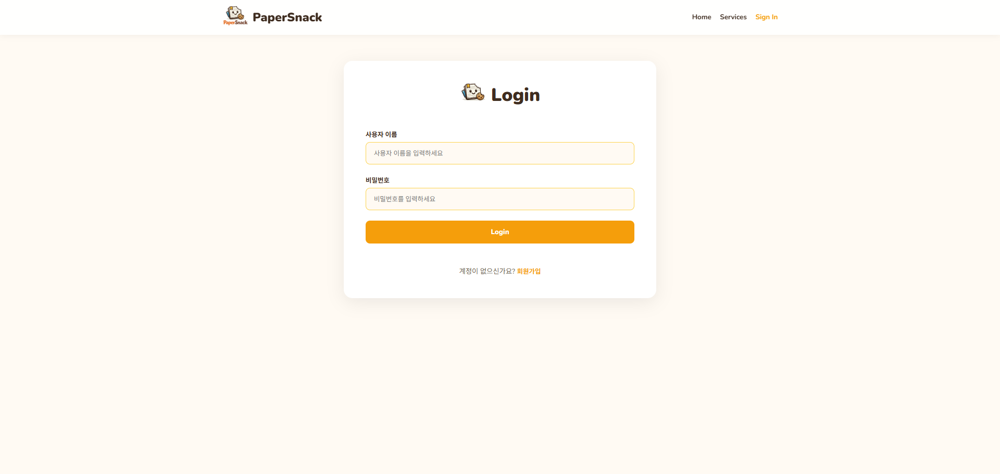 PaperSnack
PaperSnack
Home
Services
Sign In
Login
사용자 이름
사용자 이름을 입력하세요
비밀번호
비밀번호를 입력하세요
Login
계정이 없으신가요? 회원가입